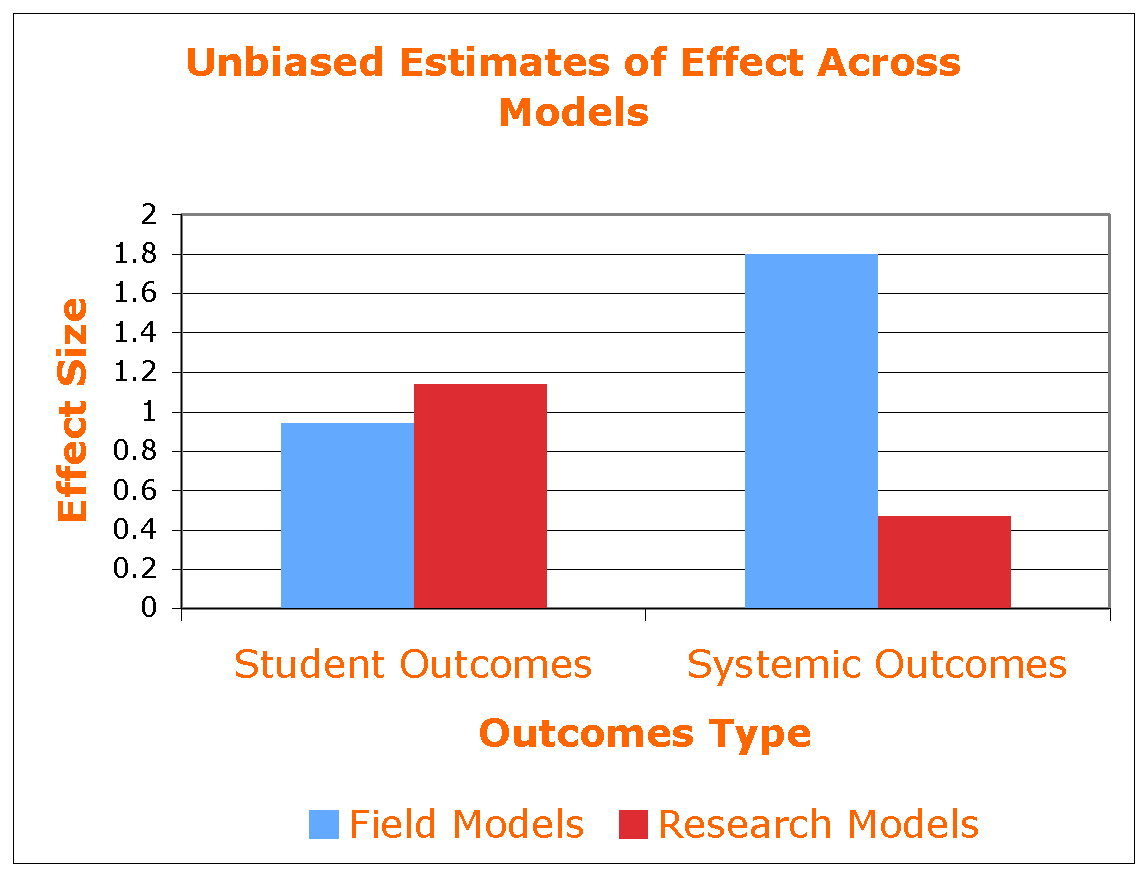 Unbiased Estimates of Effect Across
Models
Effect Size
2
1.8
1.6
1.4
1.2
1
0.8
0.6
0.4
0.2
0
Student Outcomes
Systemic Outcomes
Outcomes Type
Field Models
Research Models